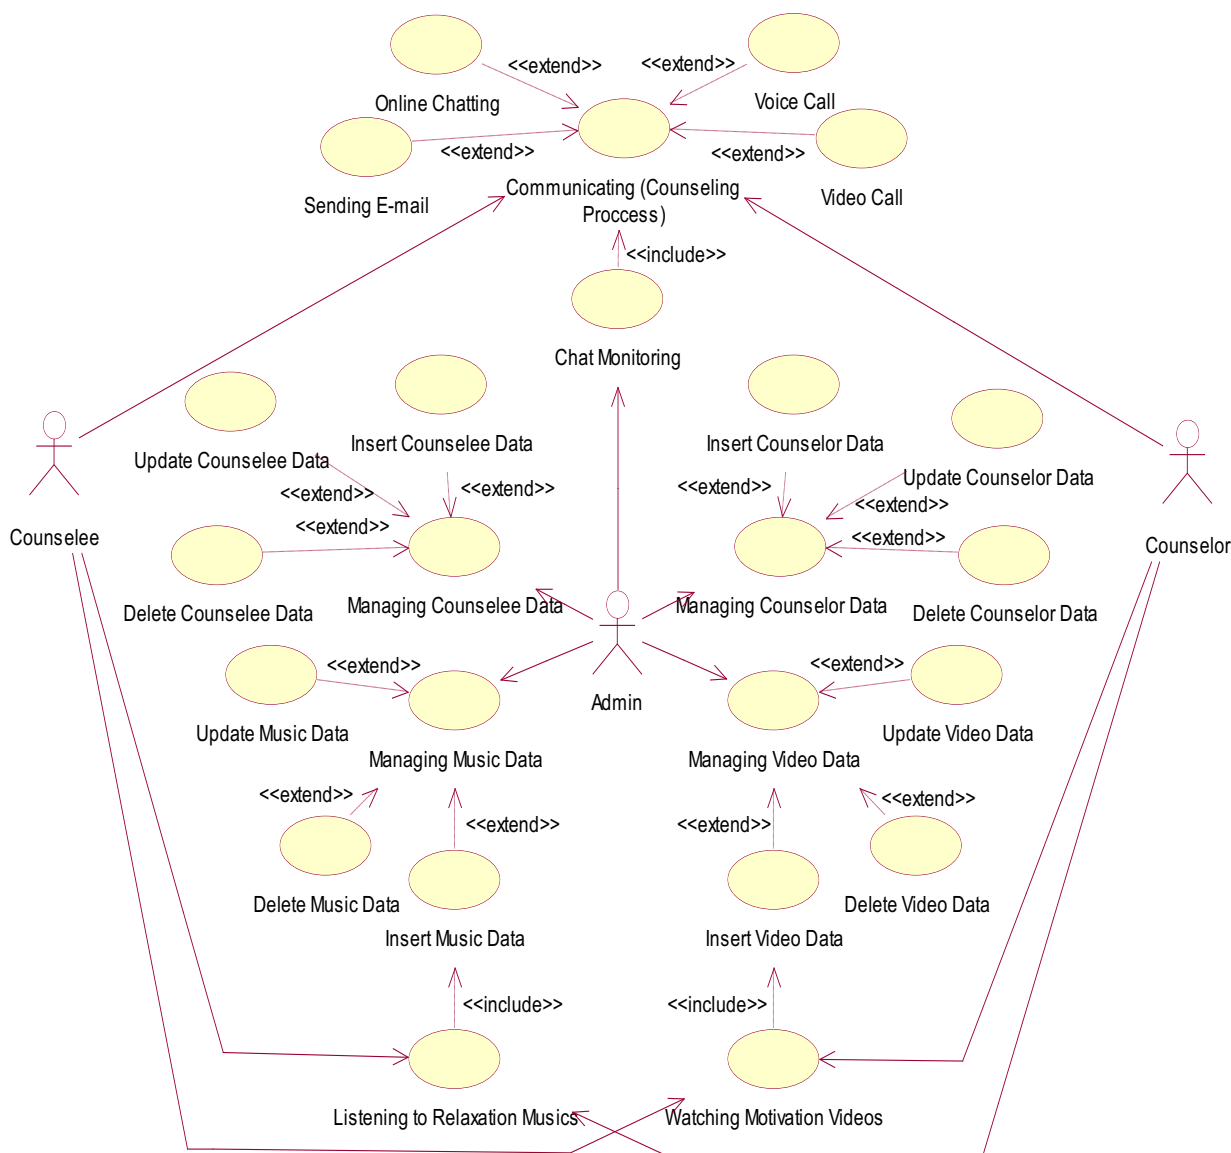 <<extend>>
<<extend>>
Online Chatting
Voice Call
<<extend>>
<<extend>>
Sending E-mail
Communicating (Counseling
Proccess)
Video Call
<<include>>
Chat Monitoring
Insert Counselee Data
Insert Counselor Data
Update Counselee Data
Update Counselor Data
<<extend>>
<<extend>>
<<extend>>
<<extend>>
<<extend>>
<<extend>>
Counselee
Counselor
Delete Counselee Data
Managing Counselee Data
Managing Counselor Data
Delete Counselor Data
<<extend>>
<<extend>>
Admin
Update Music Data
Update Video Data
Managing Music Data
Managing Video Data
<<extend>>
<<extend>>
<<extend>>
<<extend>>
Delete Music Data
Delete Video Data
Insert Music Data
Insert Video Data
<<include>>
<<include>>
Listening to Relaxation Musics
Watching Motivation Videos